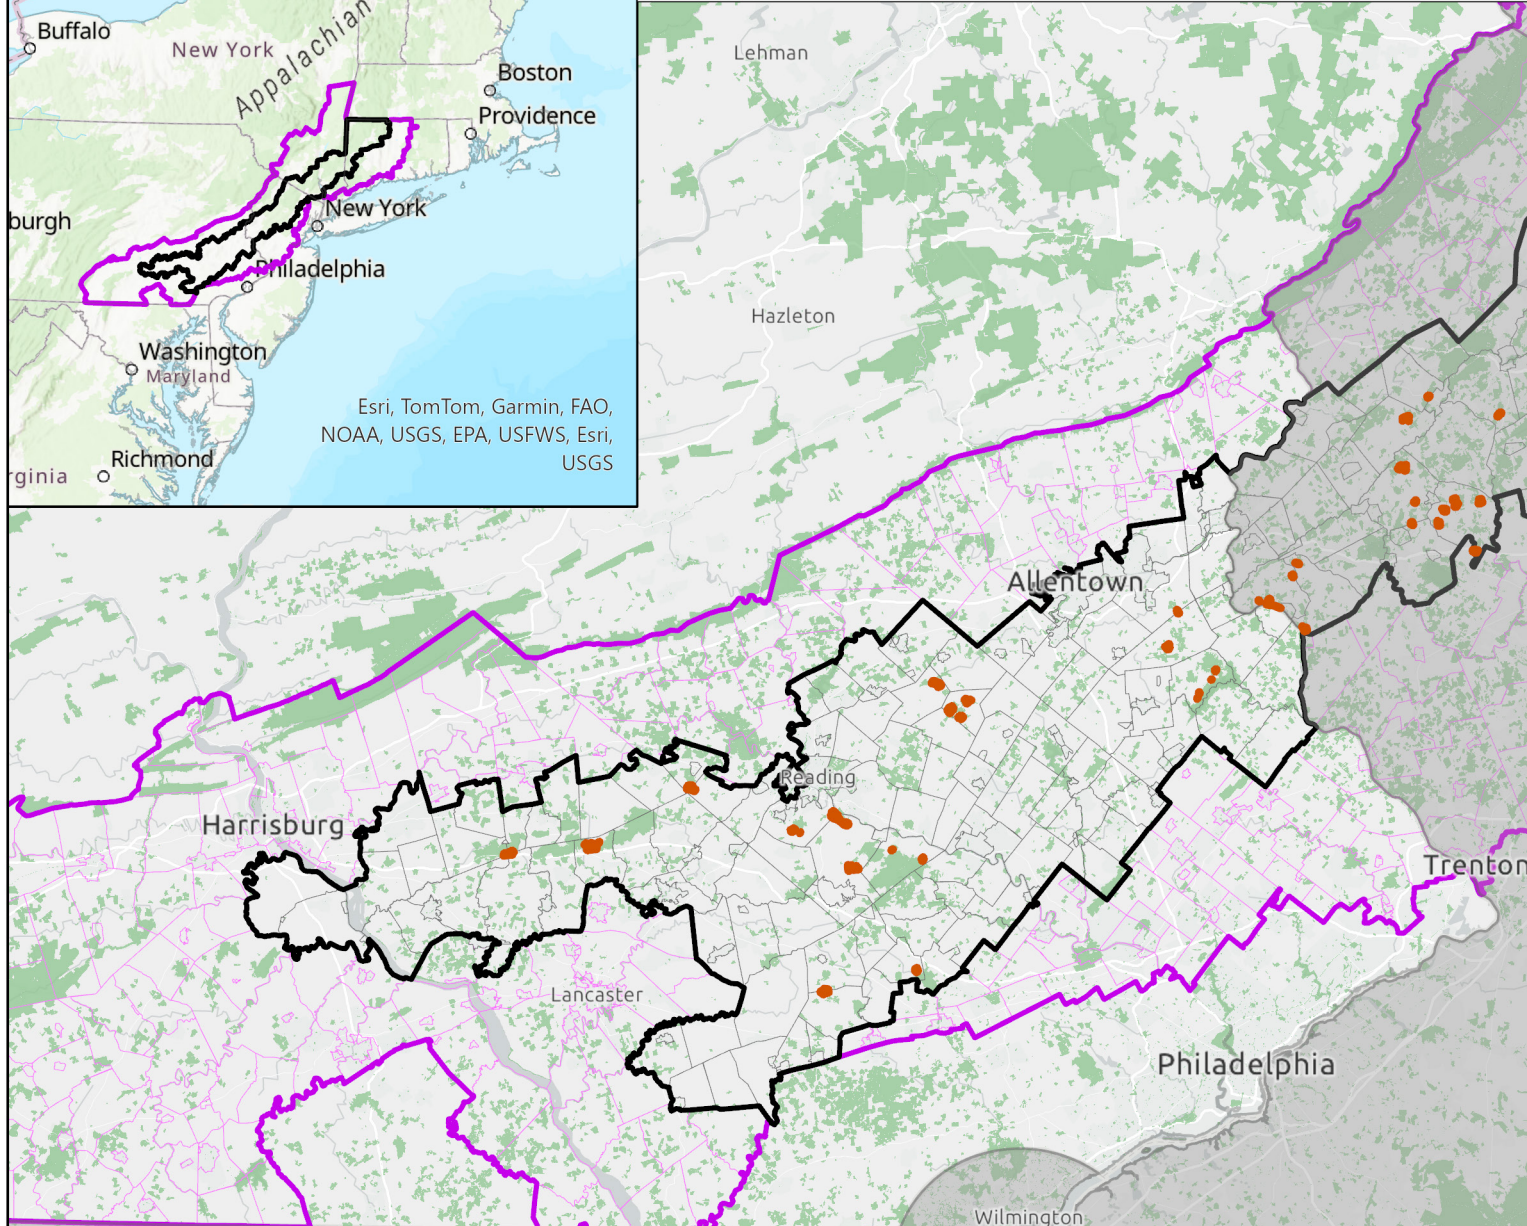 Buffalo
New York
Appalachian
Boston
Providence
burgh
New York
Philadelphia
Washington
Maryland
Esri, TomTom, Garmin, FAO,
NOAA, USGS, EPA, USFWS, Esri,
USGS
Richmond
rginia
Lehman
Hazleton
Allentown
Reading
Harrisburg
Trenton
Lancaster
Philadelphia
Wilmington